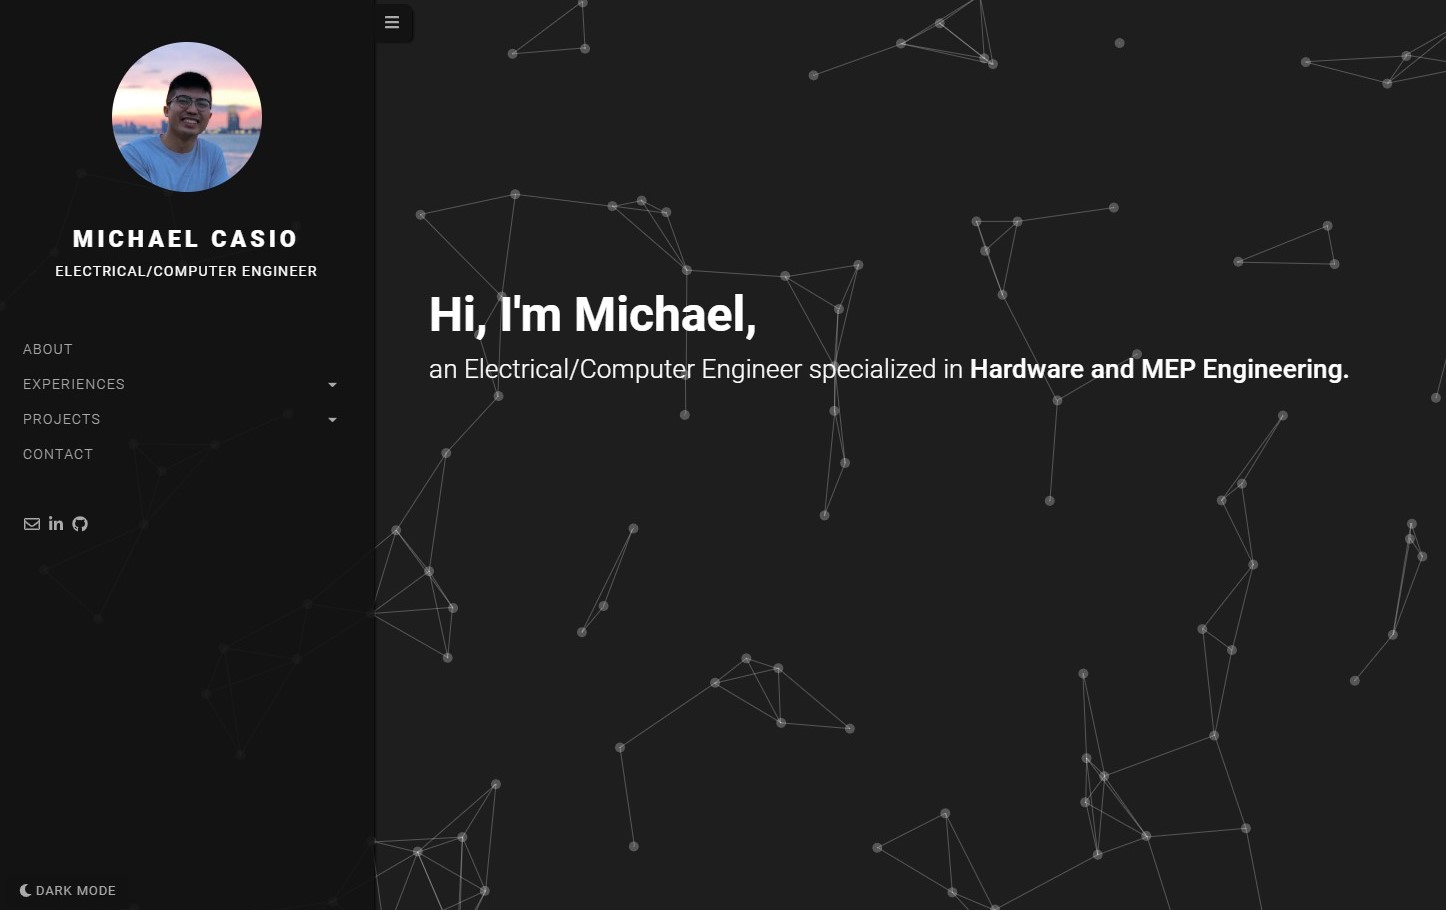 MICHAEL CASIO
ELECTRICAL/COMPUTER ENGINEER
ABOUT
EXPERIENCES
PROJECTS
CONTACT
DARK MODE
Hi, I'm Michael,
an Electrical/Computer Engineer specialized in Hardware and MEP Engineering.